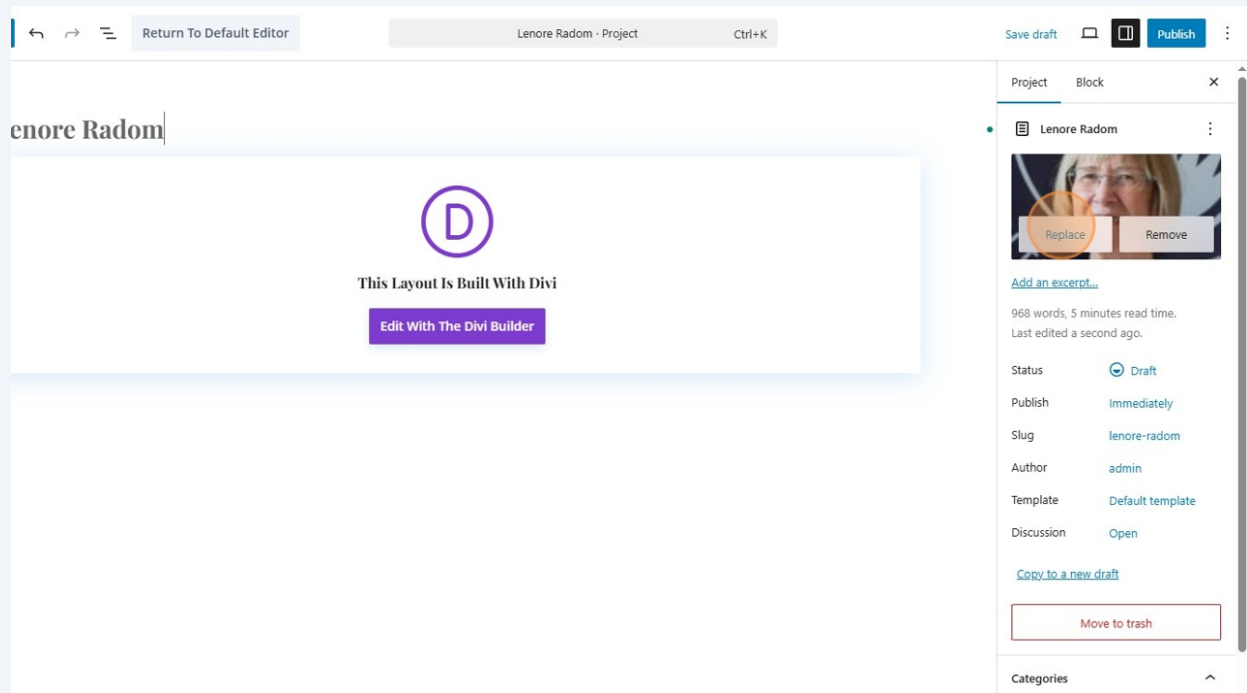 Return To Default Editor
Lenore Radom · Project
Ctrl+K
Save draft
Publish
enore Radom
D
This Layout Is Built With Divi
Edit With The Divi Builder
Project
Block
Lenore Radom
Replace
Remove
Add an excerpt...
968 words, 5 minutes read time.
Last edited a second ago.
Status
Draft
Publish
Immediately
Slug
lenore-radom
Author
admin
Template
Default template
Discussion
Open
Copy to a new draft
Move to trash
Categories